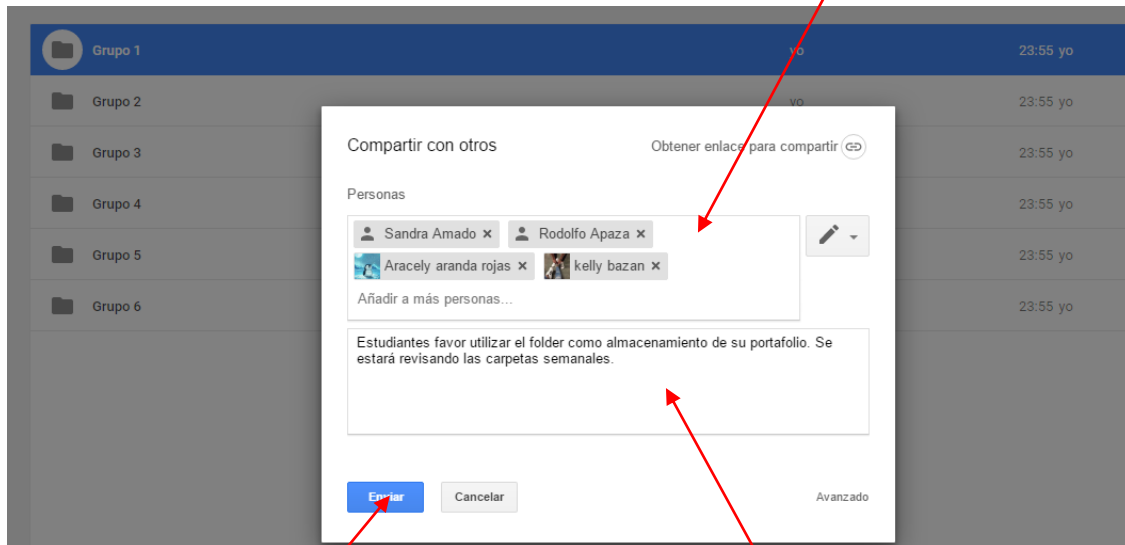 Grupo 1 yo 23:55 yo
Grupo 2 yo 23:55 yo
Grupo 3 23:55 yo
Grupo 4 23:55 yo
Grupo 5 23:55 yo
Grupo 6 23:55 yo
Compartir con otros Obtener enlace para compartir
Personas
Sandra Amado × Rodolfo Apaza ×
Aracely aranda rojas × kelly bazan ×
Añadir a más personas...
Estudiantes favor utilizar el folder como almacenamiento de su portafolio. Se
estará revisando las carpetas semanales.
Enviar Cancelar Avanzado